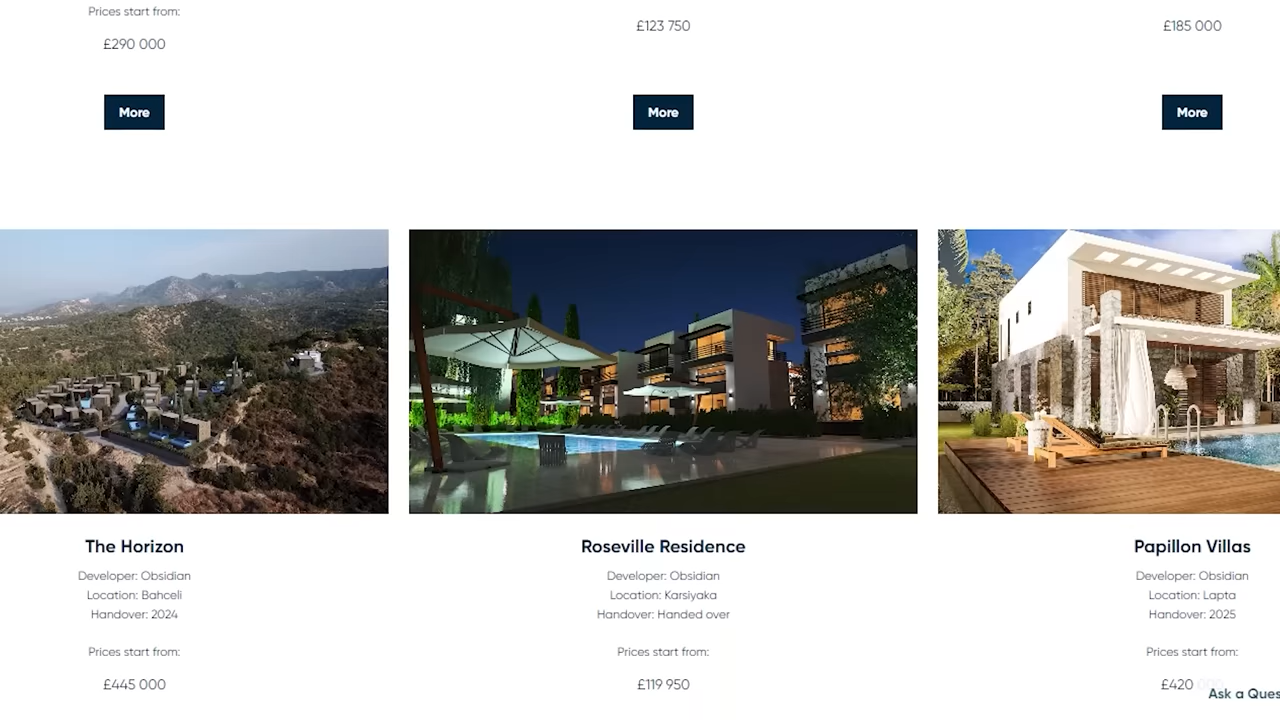 Prices start from:
£290 000
£123 750
£185 000
More
More
More
The Horizon
Developer: Obsidian
Location: Bahceli
Handover: 2024
Prices start from:
£445 000
Roseville Residence
Developer: Obsidian
Location: Karsiyaka
Handover: Handed over
Prices start from:
£119 950
Papillon Villas
Developer: Obsidian
Location: Lapta
Handover: 2025
Prices start from:
£420 000
Ask a Ques